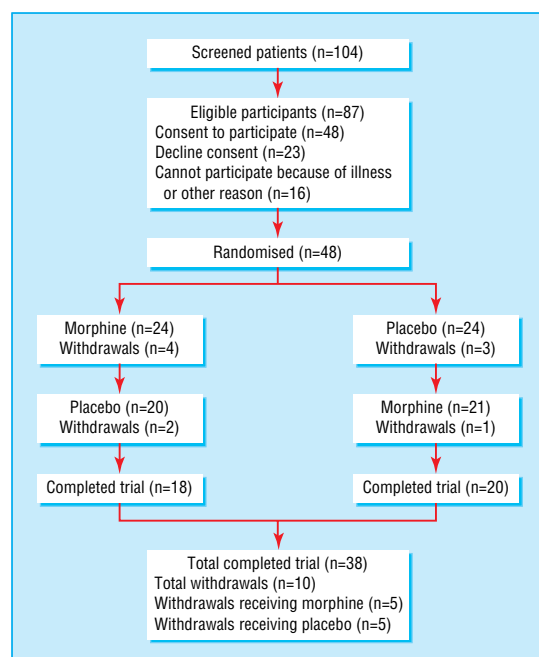 Screened patients (n=104)
Eligible participants (n=87)
Consent to participate (n=48)
Decline consent (n=23)
Cannot participate because of illness
or other reason (n=16)
Randomised (n=48)
Morphine (n=24)
Withdrawals (n=4)
Placebo (n=24)
Withdrawals (n=3)
Placebo (n=20)
Withdrawals (n=2)
Morphine (n=21)
Withdrawals (n=1)
Completed trial (n=18)
Completed trial (n=20)
Total completed trial (n=38)
Total withdrawals (n=10)
Withdrawals receiving morphine (n=5)
Withdrawals receiving placebo (n=5)